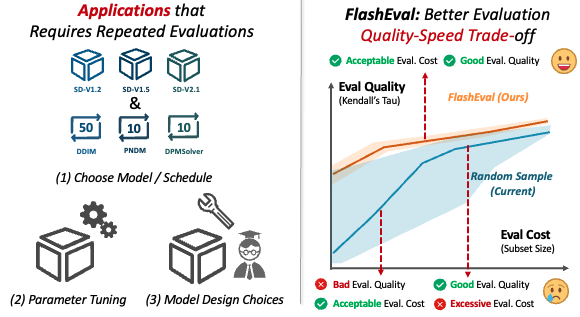 Applications that
Requires Repeated Evaluations
SD-V1.2 SD-V1.5 SD-V2.1
&
50 10 10
DDIM PNDM DPMSolver
(1) Choose Model / Schedule
(2) Parameter Tuning (3) Model Design Choices
FlashEval: Better Evaluation
Quality-Speed Trade-off
Acceptable Eval. Cost Good Eval. Quality
Eval Quality
(Kendall's Tau)
FlashEval (Ours)
Random Sample
(Current)
Eval Cost
(Subset Size)
Bad Eval. Quality Good Eval. Quality
Acceptable Eval. Cost Excessive Eval. Cost